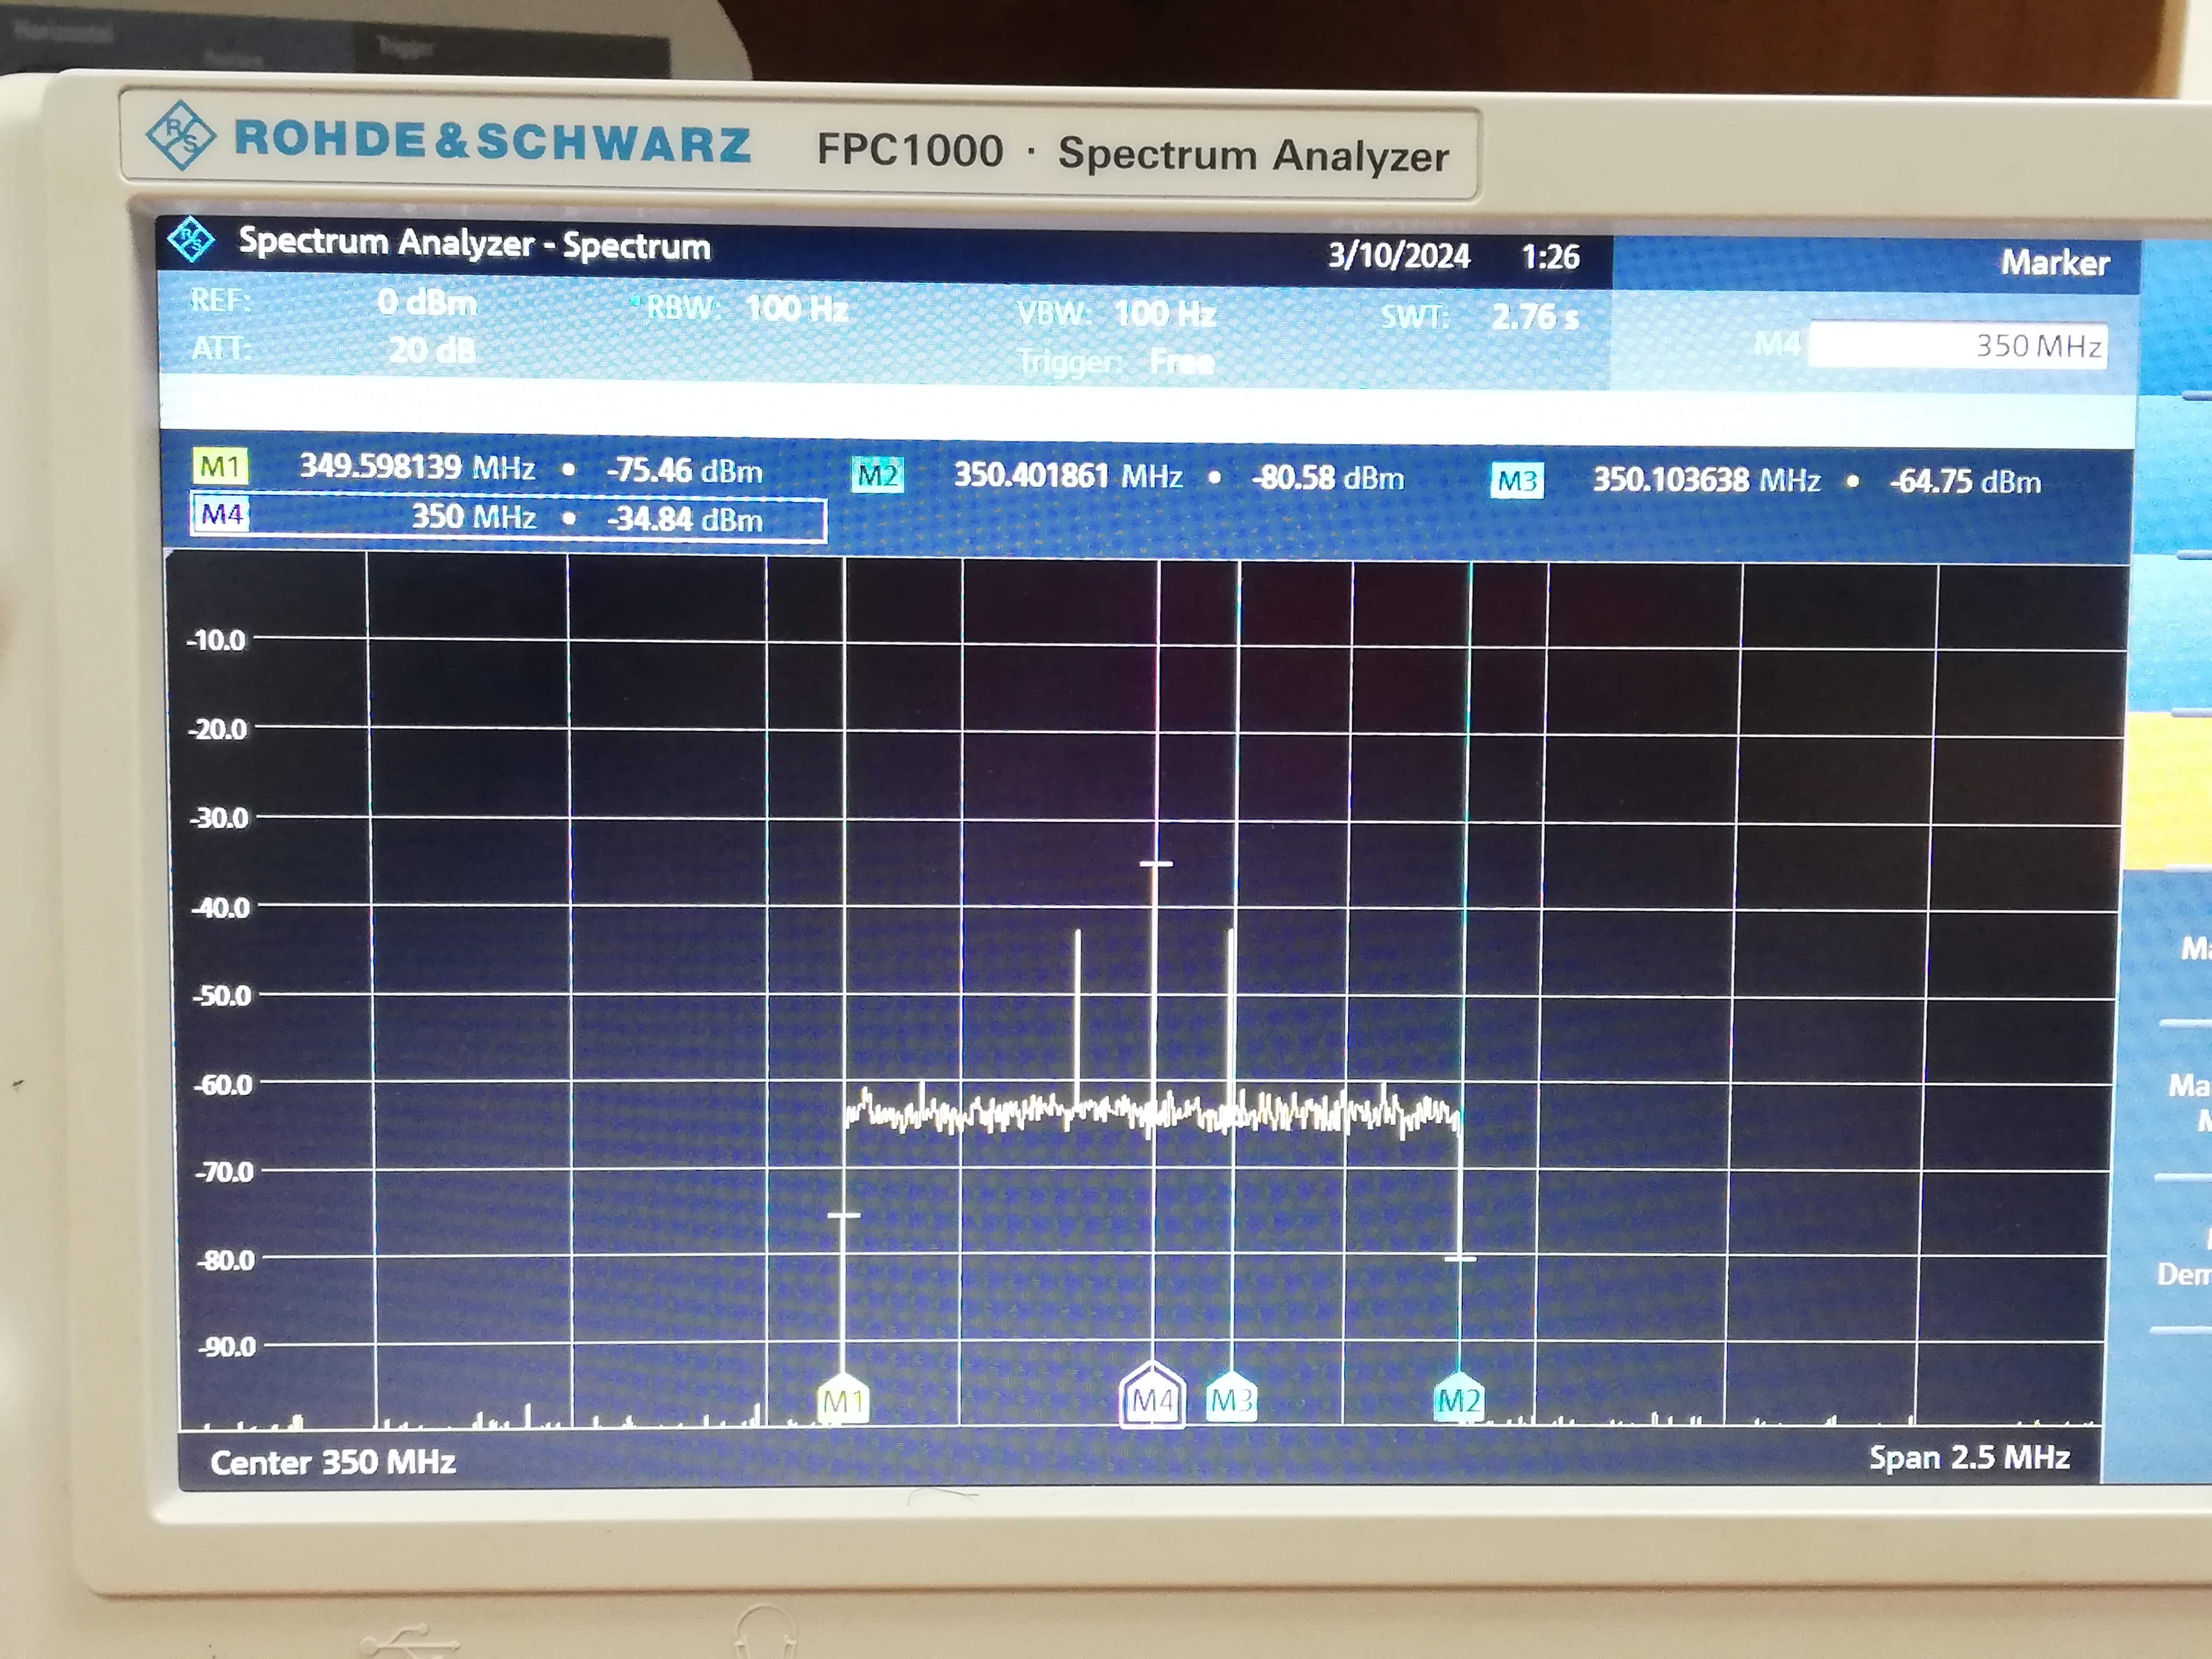 Horizontal
Trigger
ROHDE&SCHWARZ FPC1000 · Spectrum Analyzer
Spectrum Analyzer - Spectrum 3/10/2024 1:26 Marker
REF: 0 dBm RBW: 100 Hz VBW: 100 Hz SWT: 2.76 s
M4 350 MHz
ATT: 20 dB Trigger: Free
M1 349.598139 MHz • -75.46 dBm M2 350.401861 MHz • -80.58 dBm M3 350.103638 MHz • -64.75 dBm
M4 350 MHz • -34.84 dBm
-10.0
-20.0
-30.0
-40.0
-50.0
-60.0
-70.0
-80.0
-90.0
M1 M4 M3 M2
Center 350 MHz Span 2.5 MHz